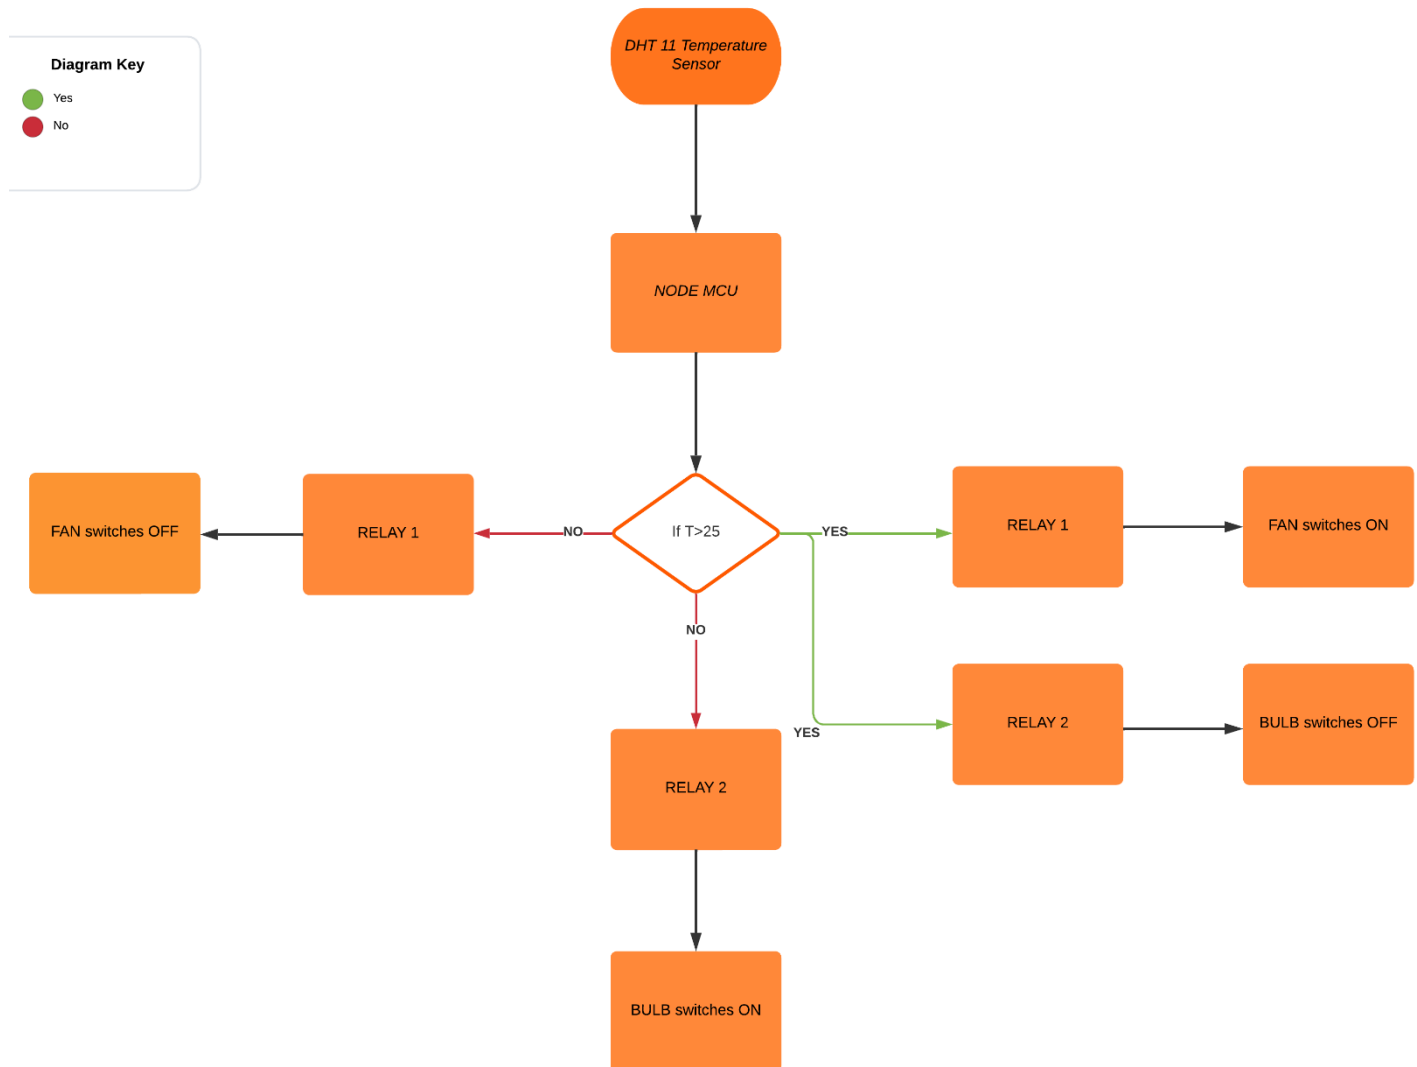 DHT 11 Temperature
Sensor
Diagram Key
Yes
No
NODE MCU
FAN switches OFF
RELAY 1
NO
If T>25
YES
RELAY 1
FAN switches ON
NO
YES
RELAY 2
BULB switches OFF
RELAY 2
BULB switches ON